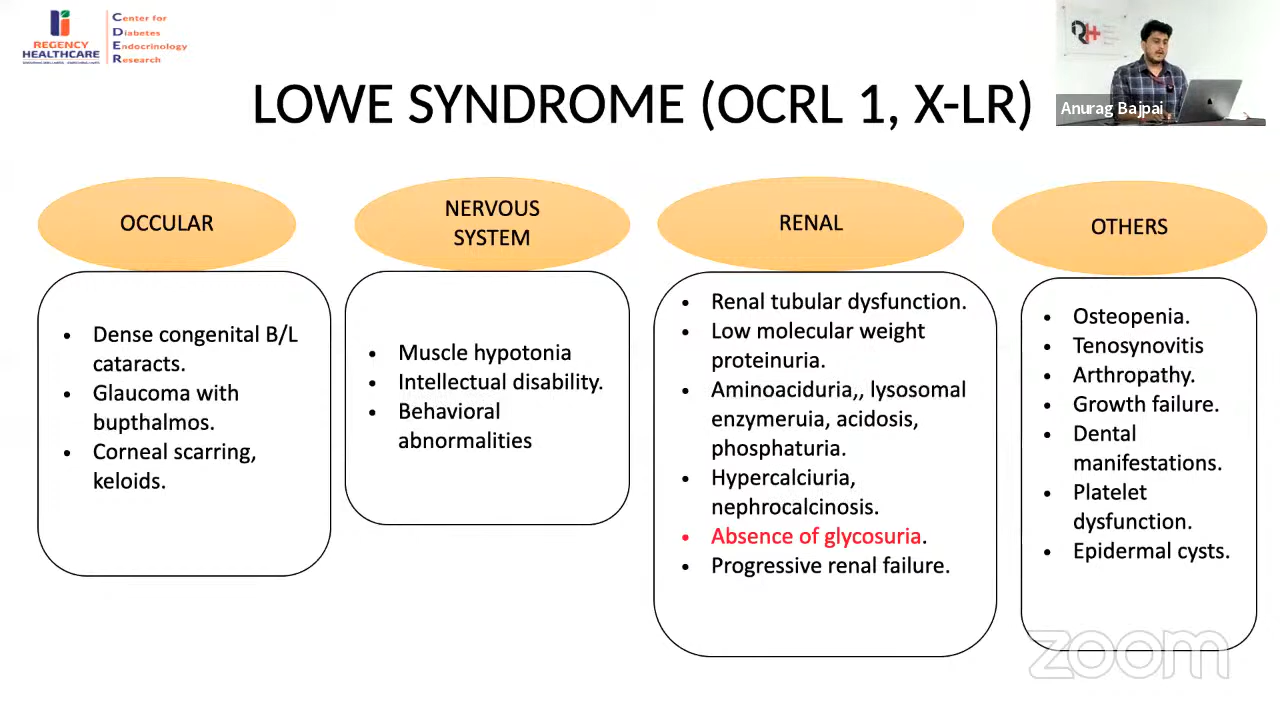 REGENCY
HEALTHCARE
Center for
Diabetes
Endocrinology
Research
LOWE SYNDROME (OCRL 1, X-LR)
Anurag Bajpai
OCCULAR
• Dense congenital B/L
cataracts.
• Glaucoma with
bupthalmos.
• Corneal scarring,
keloids.
NERVOUS
SYSTEM
• Muscle hypotonia
• Intellectual disability.
• Behavioral
abnormalities
RENAL
• Renal tubular dysfunction.
• Low molecular weight
proteinuria.
• Aminoaciduria,, lysosomal
enzymeruia, acidosis,
phosphaturia.
• Hypercalciuria,
nephrocalcinosis.
• Absence of glycosuria.
• Progressive renal failure.
OTHERS
• Osteopenia.
• Tenosynovitis
• Arthropathy.
• Growth failure.
• Dental
manifestations.
• Platelet
dysfunction.
• Epidermal cysts.
zoom